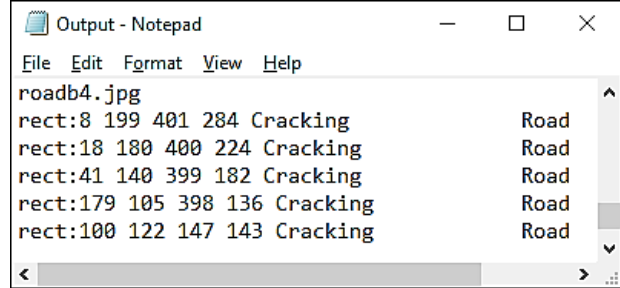 Output - Notepad
File Edit Format View Help
roadb4.jpg
rect:8 199 401 284 Cracking Road
rect:18 180 400 224 Cracking Road
rect:41 140 399 182 Cracking Road
rect:179 105 398 136 Cracking Road
rect:100 122 147 143 Cracking Road